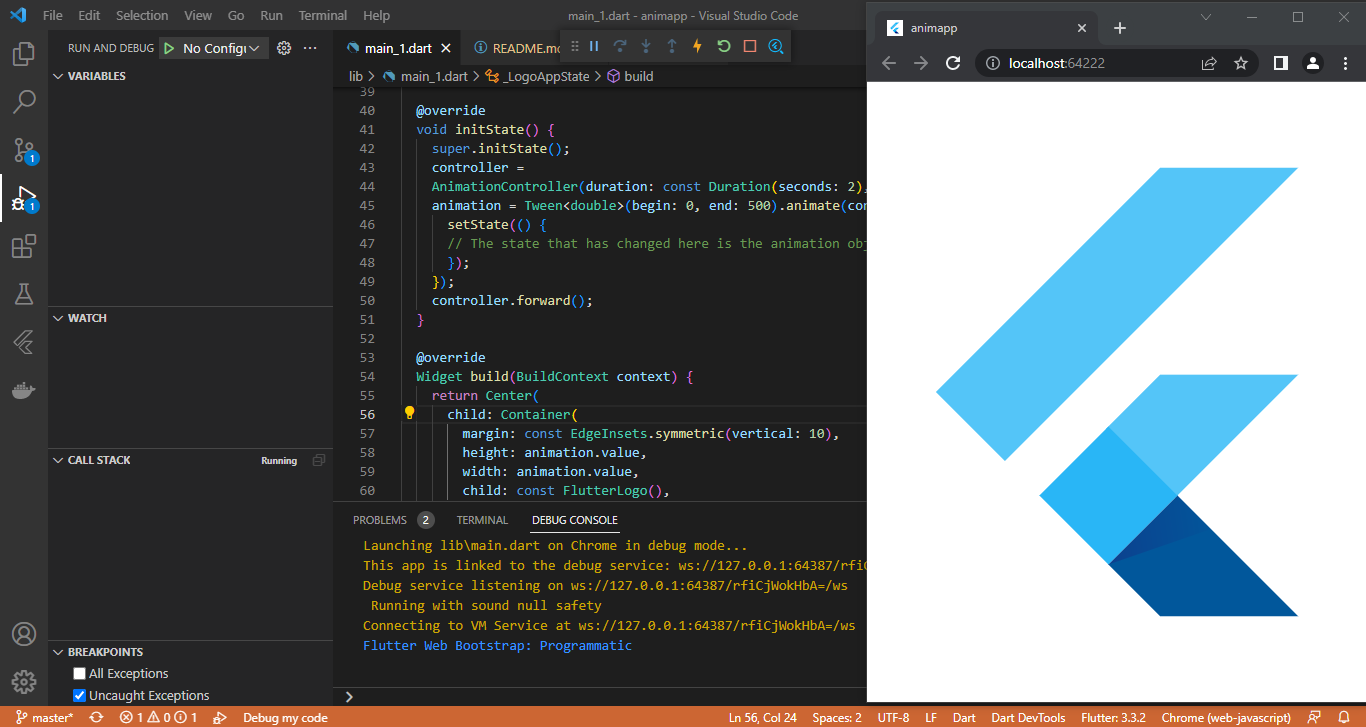 File Edit Selection View Go Run Terminal Help
main_1.dart - animapp - Visual Studio Code
RUN AND DEBUG No Configu
VARIABLES
WATCH
CALL STACK Running
BREAKPOINTS
All Exceptions
Uncaught Exceptions
1
1
main_1.dart README.m
lib > main_1.dart > _LogoAppState > build
39
40 @override
41 void initState() {
42 super.initState();
43 controller =
44 AnimationController(duration: const Duration(seconds: 2),
45 animation = Tween<double>(begin: 0, end: 500).animate(con
46 setState(() {
47 // The state that has changed here is the animation obj
48 });
49 });
50 controller.forward();
51 }
52
53 @override
54 Widget build(BuildContext context) {
55 return Center(
56 child: Container(
57 margin: const EdgeInsets.symmetric(vertical: 10),
58 height: animation.value,
59 width: animation.value,
60 child: const FlutterLogo(),
PROBLEMS 2 TERMINAL DEBUG CONSOLE
Launching lib\main.dart on Chrome in debug mode...
This app is linked to the debug service: ws://127.0.0.1:64387/rfiC
Debug service listening on ws://127.0.0.1:64387/rfiCjWokHbA=/ws
Running with sound null safety
Connecting to VM Service at ws://127.0.0.1:64387/rfiCjWokHbA=/ws
Flutter Web Bootstrap: Programmatic
>
animapp
localhost:64222
master* 1 0 1 Debug my code
Ln 56, Col 24 Spaces: 2 UTF-8 LF Dart Dart DevTools Flutter: 3.3.2 Chrome (web-javascript)